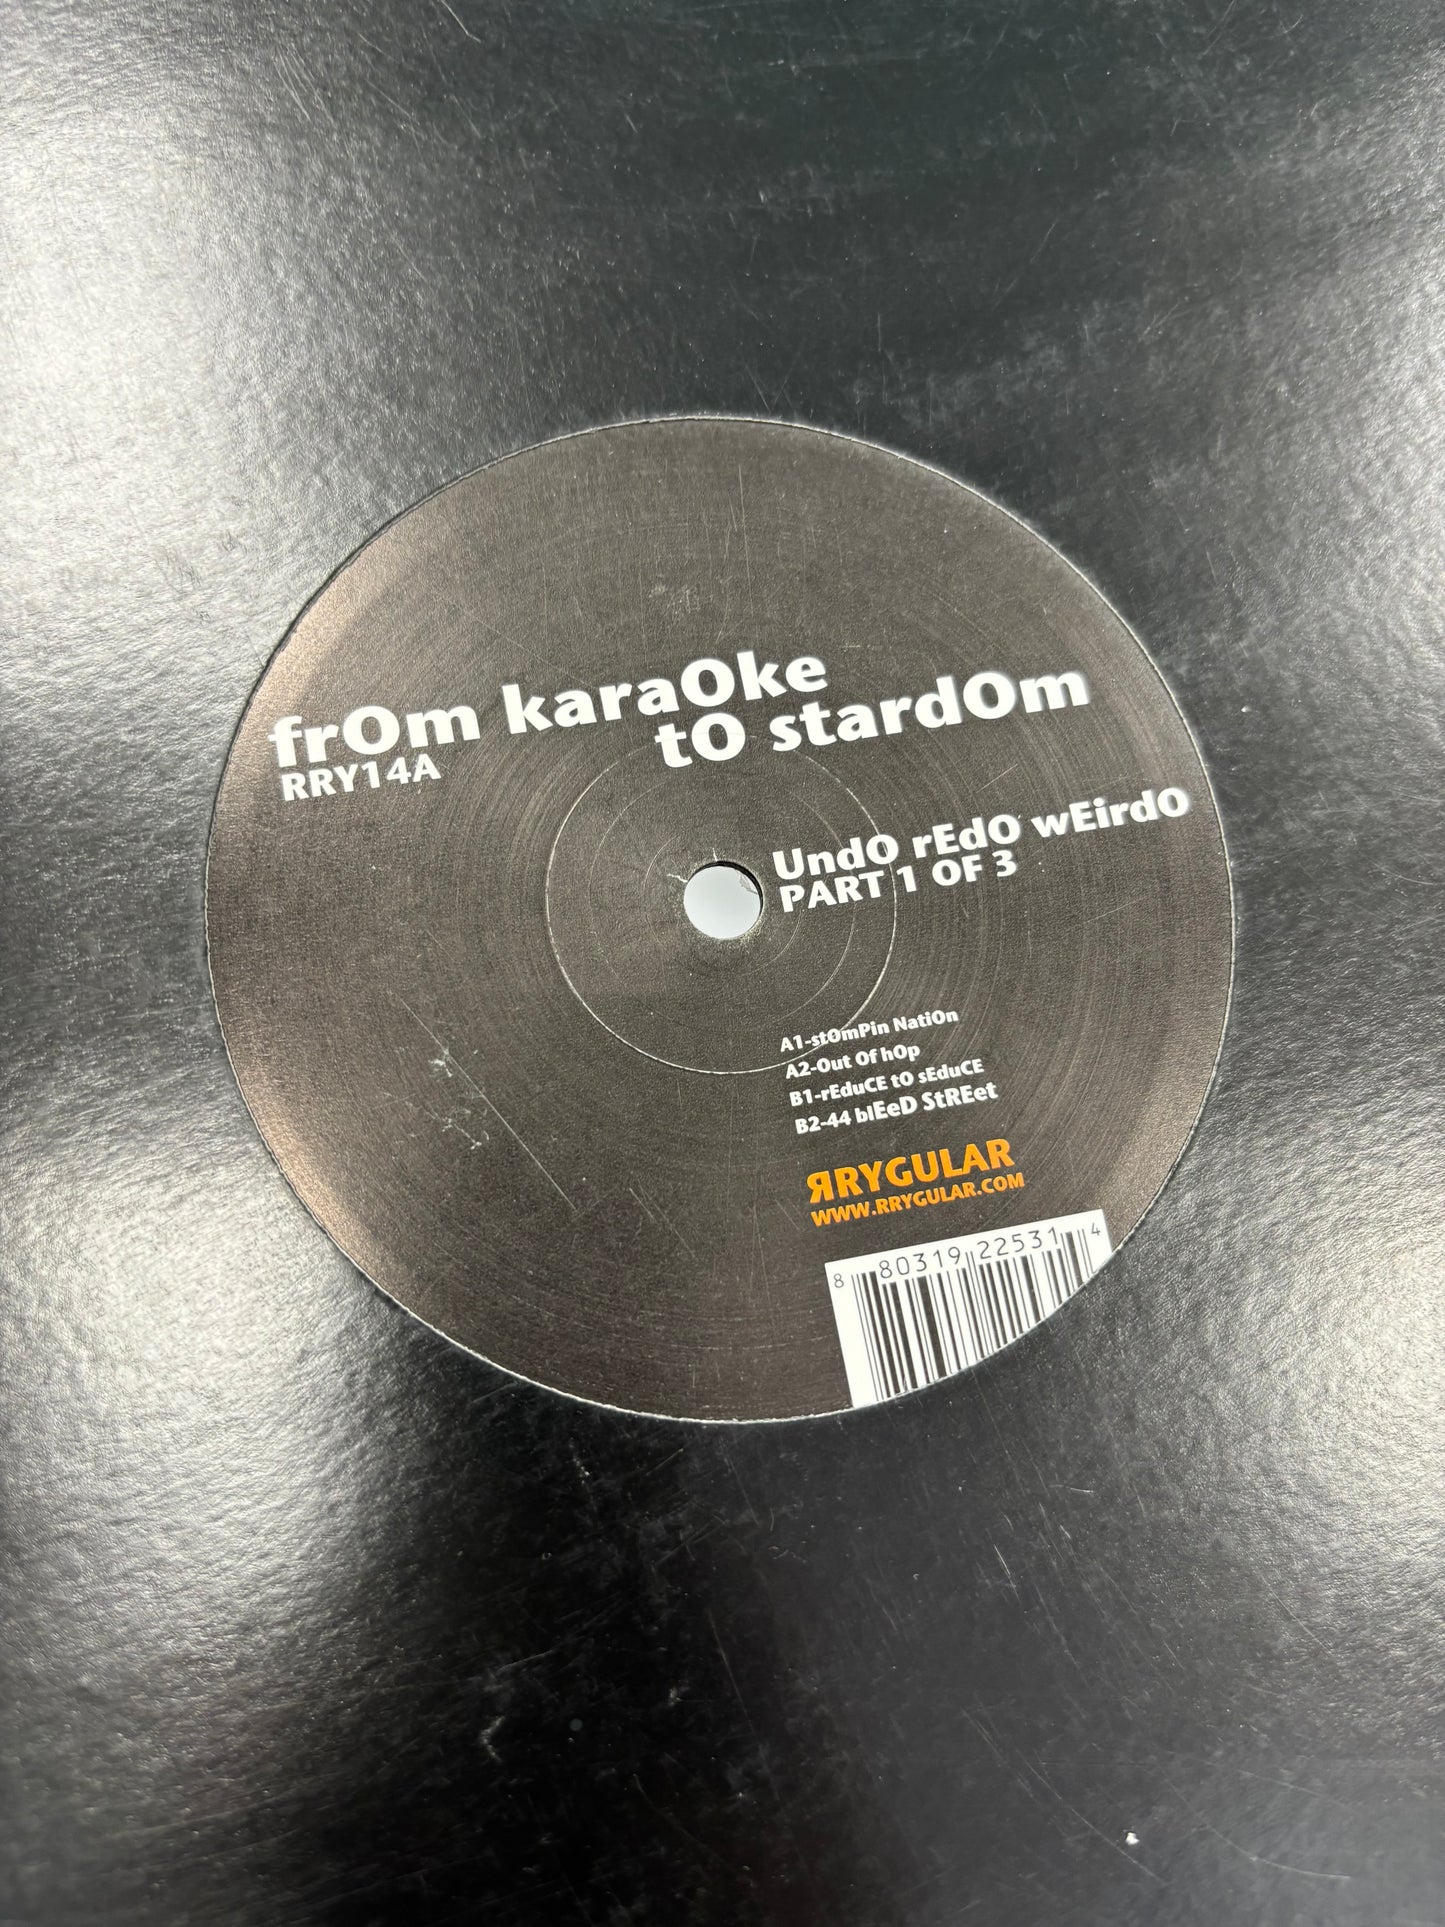 frOm karaOke
tO stardOm
RRY14A
UndO rEdO wEirdO
PART 1 OF 3
A1-stOmPin NatiOn
A2-Out Of hOp
B1-rEduCE tO sEduCE
B2-44 blEeD StREet
ЯRYGULAR
WWW.RRYGULAR.COM
8 80319 22531 4